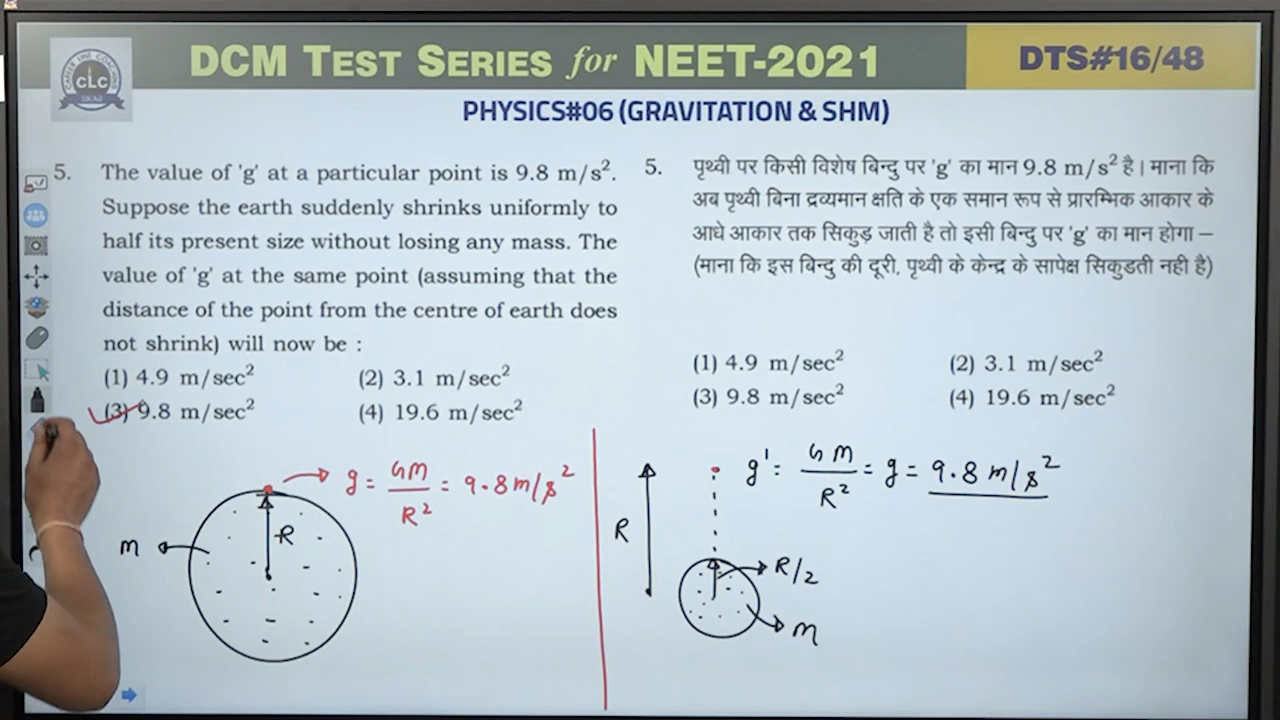 DCM TEST SERIES for NEET-2021
DTS#16/48
CLC
PHYSICS#06 (GRAVITATION & SHM)
5. The value of 'g' at a particular point is 9.8 m/s².
Suppose the earth suddenly shrinks uniformly to
half its present size without losing any mass. The
value of 'g' at the same point (assuming that the
distance of the point from the centre of earth does
not shrink) will now be :
(1) 4.9 m/sec² (2) 3.1 m/sec²
(3) 9.8 m/sec² (4) 19.6 m/sec²
5. पृथ्वी पर किसी विशेष बिन्दु पर 'g' का मान 9.8 m/s² है। माना कि
अब पृथ्वी बिना द्रव्यमान क्षति के एक समान रूप से प्रारम्भिक आकार के
आधे आकार तक सिकुड़ जाती है तो इसी बिन्दु पर 'g' का मान होगा –
(माना कि इस बिन्दु की दूरी, पृथ्वी के केन्द्र के सापेक्ष सिकुडती नही है)
(1) 4.9 m/sec² (2) 3.1 m/sec²
(3) 9.8 m/sec² (4) 19.6 m/sec²
g = GM/R² = 9.8 m/s²
R
m
g' = GM/R² = g = 9.8 m/s²
R
R/2
m